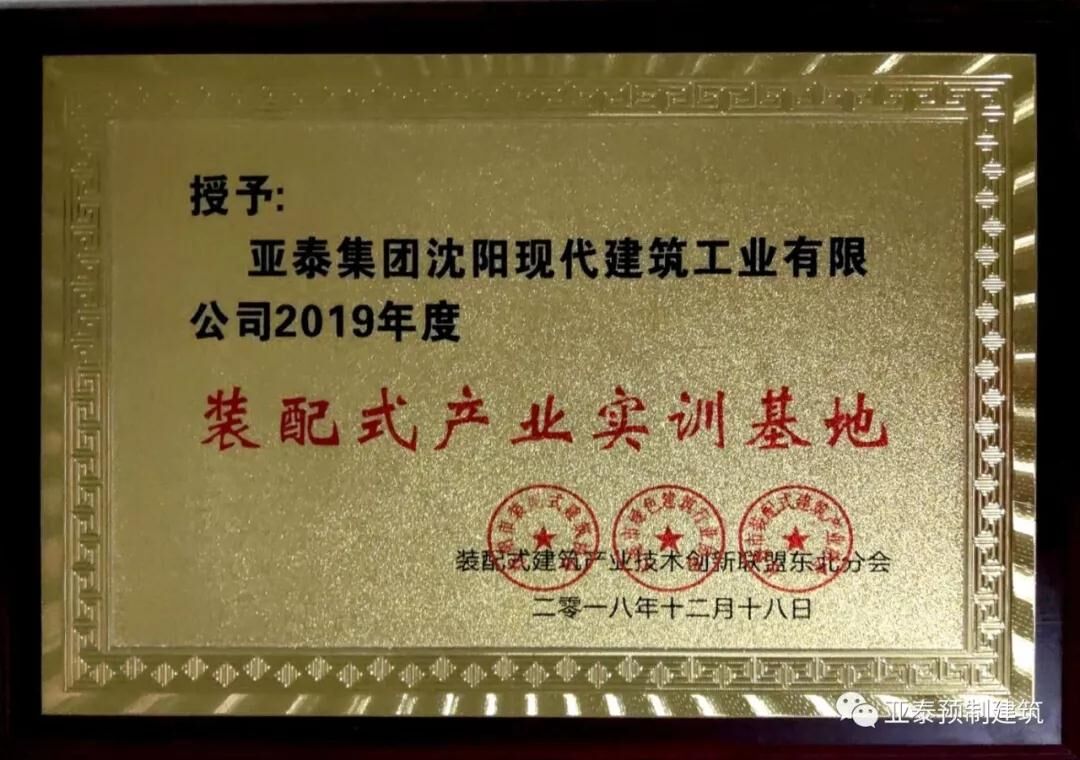 授予:
亚泰集团沈阳现代建筑工业有限
公司2019年度
装配式产业实训基地
装配式建筑产业技术创新联盟东北分会
二零一八年十二月十八日
亚泰预制建筑